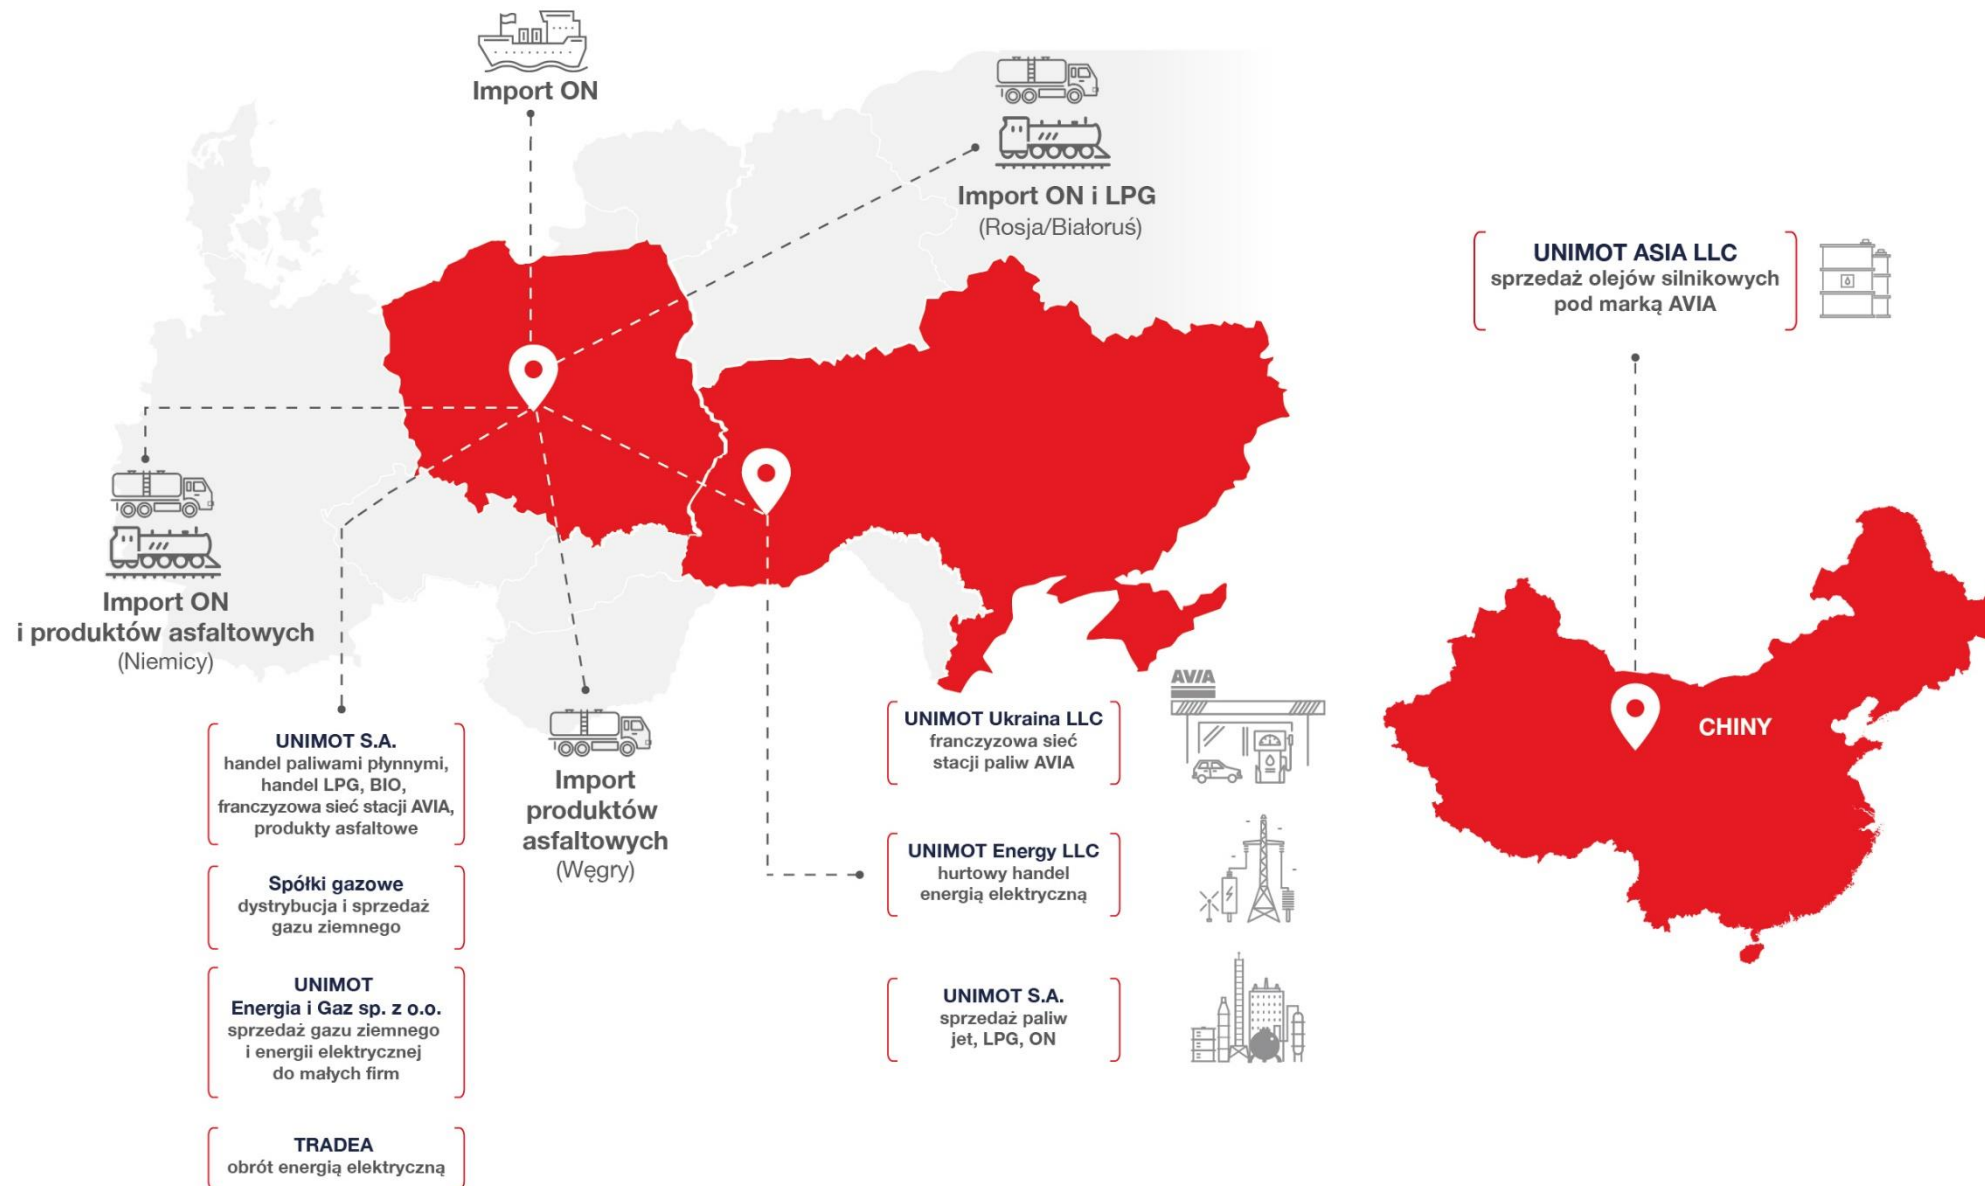 Import ON
Import ON i LPG
(Rosja/Białoruś)
UNIMOT ASIA LLC
sprzedaż olejów silnikowych
pod marką AVIA
Import ON
i produktów asfaltowych
(Niemicy)
UNIMOT S.A.
handel paliwami płynnymi,
handel LPG, BIO,
franczyzowa sieć stacji AVIA,
produkty asfaltowe
Spółki gazowe
dystrybucja i sprzedaż
gazu ziemnego
UNIMOT
Energia i Gaz sp. z o.o.
sprzedaż gazu ziemnego
i energii elektrycznej
do małych firm
TRADEA
obrót energią elektryczną
Import
produktów
asfaltowych
(Węgry)
UNIMOT Ukraina LLC
franczyzowa sieć
stacji paliw AVIA
AVIA
UNIMOT Energy LLC
hurtowy handel
energią elektryczną
UNIMOT S.A.
sprzedaż paliw
jet, LPG, ON
CHINY